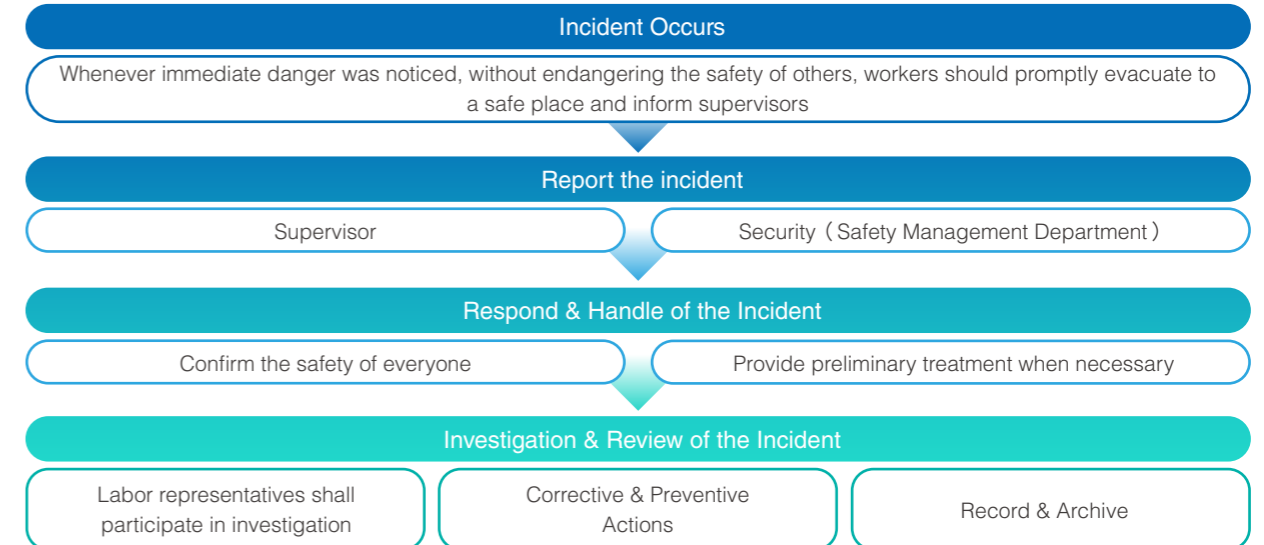 Incident Occurs
Whenever immediate danger was noticed, without endangering the safety of others, workers should promptly evacuate to
a safe place and inform supervisors
Report the incident
Supervisor
Security（Safety Management Department）
Respond & Handle of the Incident
Confirm the safety of everyone
Provide preliminary treatment when necessary
Investigation & Review of the Incident
Labor representatives shall
participate in investigation
Corrective & Preventive
Actions
Record & Archive